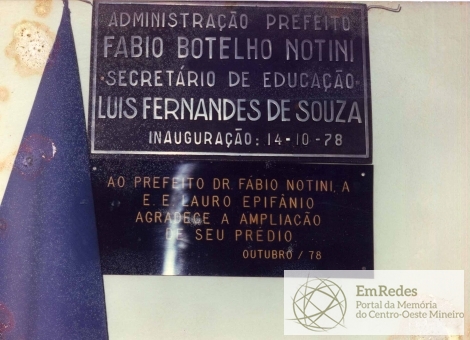 ADMINISTRAÇÃO PREFEITO
FABIO BOTELHO NOTINI
-SECRETÁRIO DE EDUCAÇÃO-
LUIS FERNANDES DE SOUZA
INAUGURAÇÃO: 14-10-78
AO PREFEITO DR. FÁBIO NOTINI, A
E. E. LAURO EPIFÂNIO
AGRADECE A AMPLIAÇÃO
DE SEU PRÉDIO
OUTUBRO / 78
EmRedes
Portal da Memória
do Centro-Oeste Mineiro